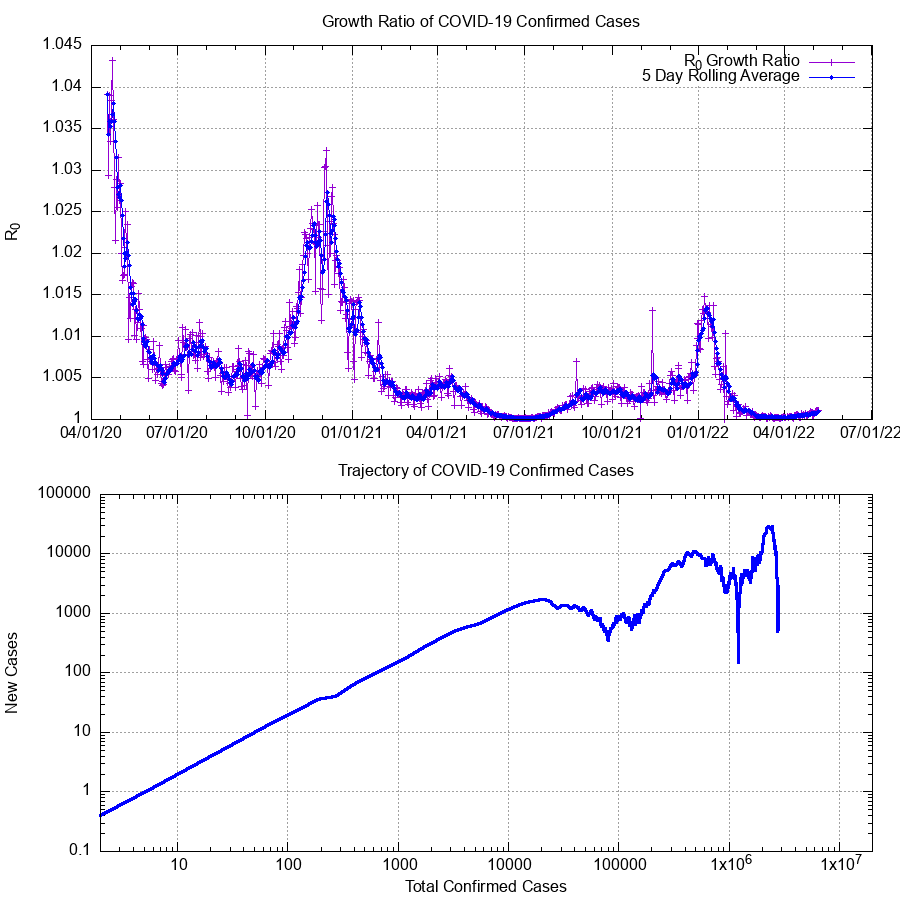 Growth Ratio of COVID-19 Confirmed Cases
1.045
1.04
1.035
1.03
1.025
1.02
1.015
1.01
1.005
1
R0
R0 Growth Ratio
5 Day Rolling Average
04/01/20 07/01/20 10/01/20 01/01/21 04/01/21 07/01/21 10/01/21 01/01/22 04/01/22 07/01/22
Trajectory of COVID-19 Confirmed Cases
100000
10000
1000
100
10
1
0.1
New Cases
10 100 1000 10000 100000 1x10^6 1x10^7
Total Confirmed Cases